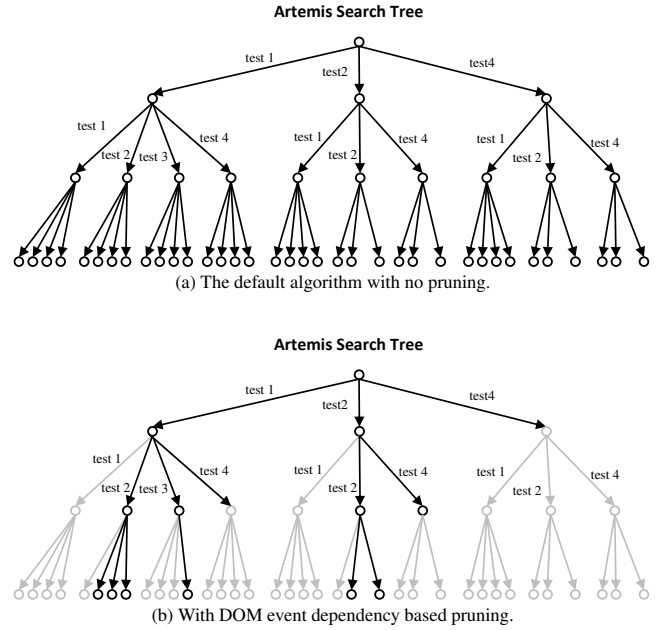 Artemis Search Tree
test 1
test2
test4
test 1
test 2
test 3
test 4
test 1
test 2
test 4
test 1
test 2
test 4
(a) The default algorithm with no pruning.
Artemis Search Tree
test 1
test2
test4
test 1
test 2
test 3
test 4
test 1
test 2
test 4
test 1
test 2
test 4
(b) With DOM event dependency based pruning.